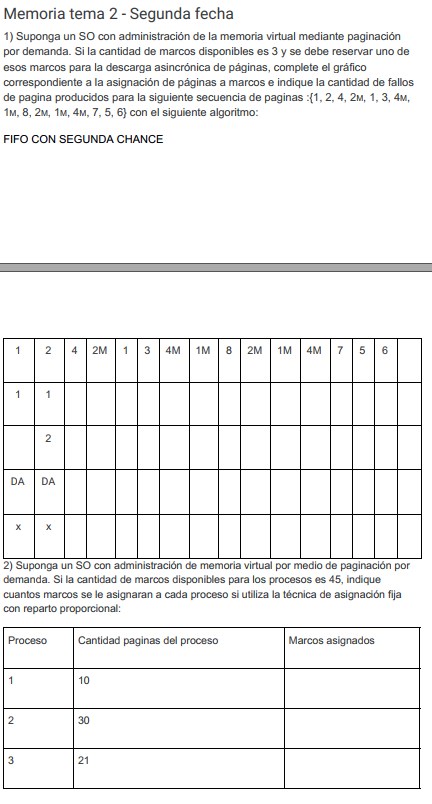 Memoria tema 2 - Segunda fecha
1) Suponga un SO con administración de la memoria virtual mediante paginación
por demanda. Si la cantidad de marcos disponibles es 3 y se debe reservar uno de
esos marcos para la descarga asincrónica de páginas, complete el gráfico
correspondiente a la asignación de páginas a marcos e indique la cantidad de fallos
de pagina producidos para la siguiente secuencia de paginas :{1, 2, 4, 2M, 1, 3, 4M,
1M, 8, 2M, 1M, 4M, 7, 5, 6} con el siguiente algoritmo:
FIFO CON SEGUNDA CHANCE
1 2 4 2M 1 3 4M 1M 8 2M 1M 4M 7 5 6
1 1
2
DA DA
x x
2) Suponga un SO con administración de memoria virtual por medio de paginación por
demanda. Si la cantidad de marcos disponibles para los procesos es 45, indique
cuantos marcos se le asignaran a cada proceso si utiliza la técnica de asignación fija
con reparto proporcional:
Proceso Cantidad paginas del proceso Marcos asignados
1 10
2 30
3 21